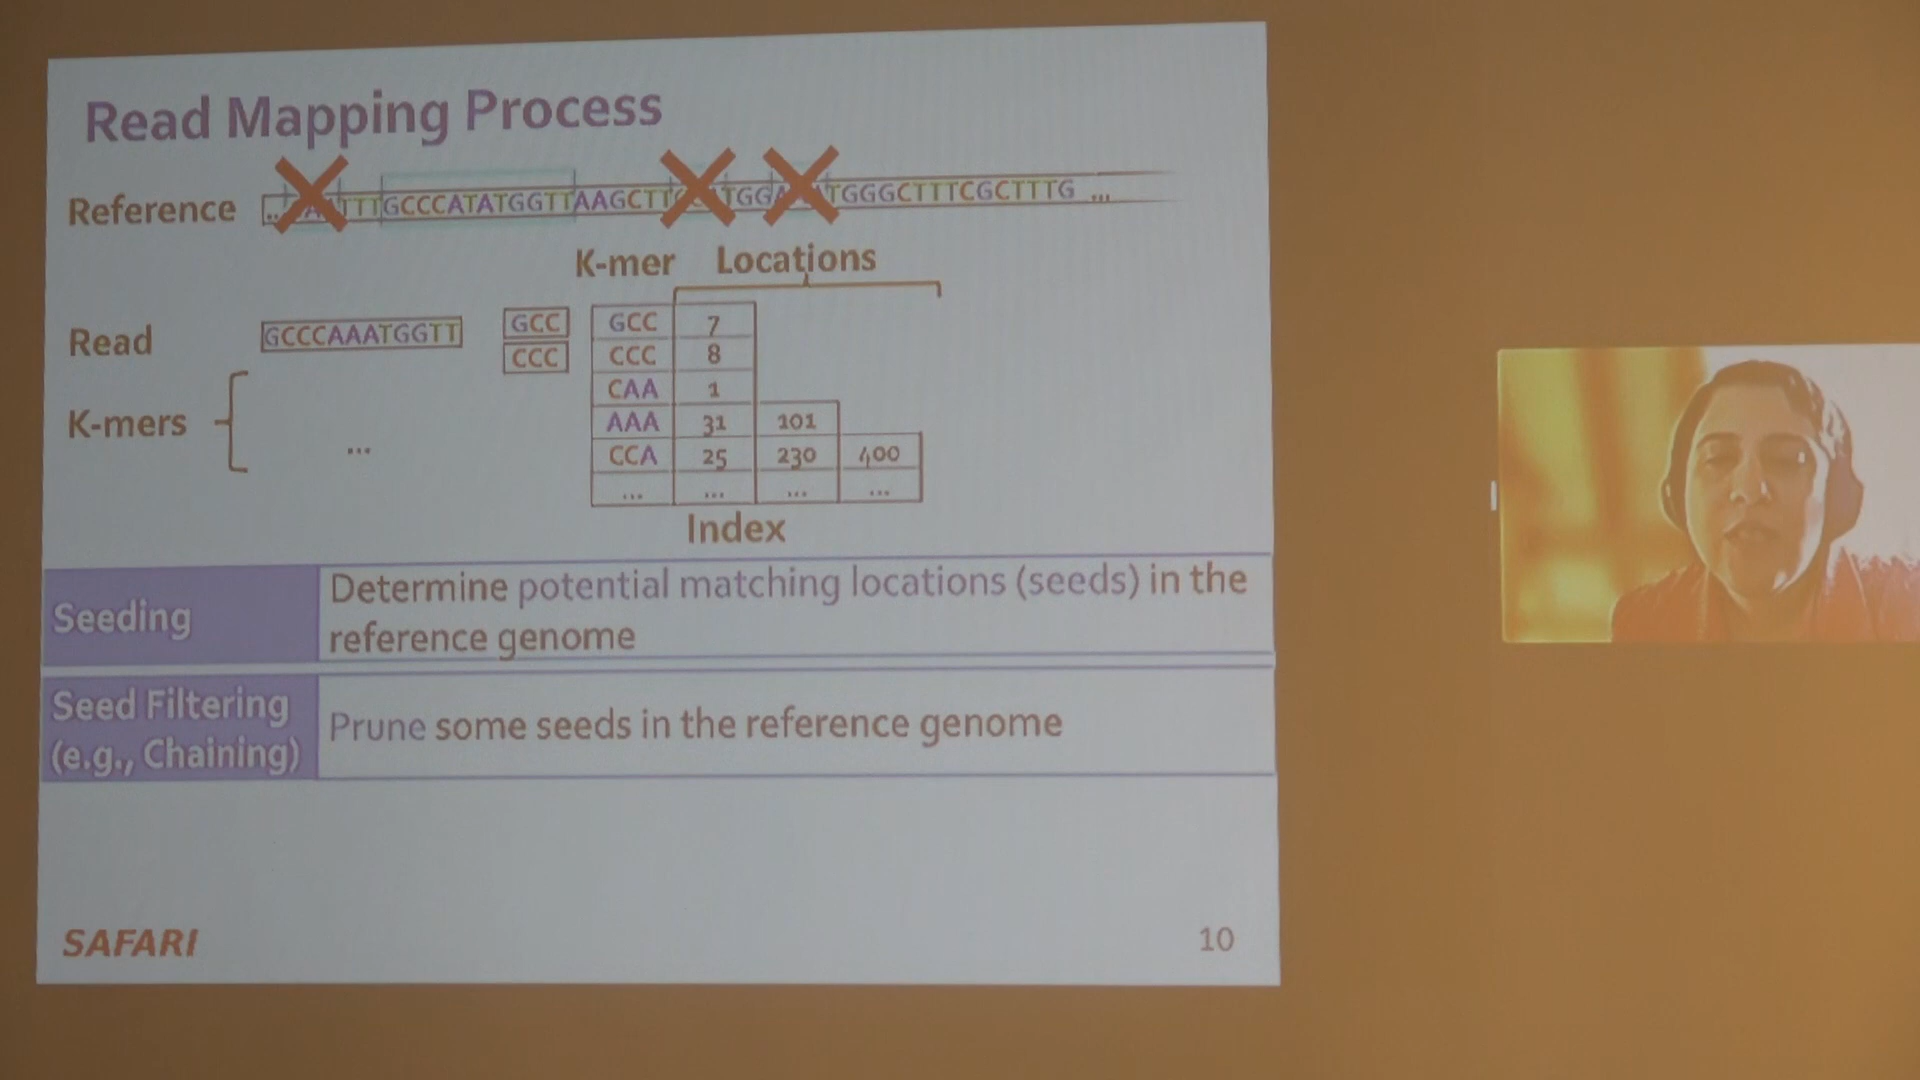 Read Mapping Process
Reference
TTGCCCATATGGTTAAGCTT TGG TGGGCTTTCGCTTTG ...
K-mer Locations
Read GCCCAAATGGTT GCC
CCC
K-mers ...
GCC 7
CCC 8
CAA 1
AAA 31 101
CCA 25 230 400
... ... ... ...
Index
Seeding
Determine potential matching locations (seeds) in the
reference genome
Seed Filtering
(e.g., Chaining)
Prune some seeds in the reference genome
SAFARI
10